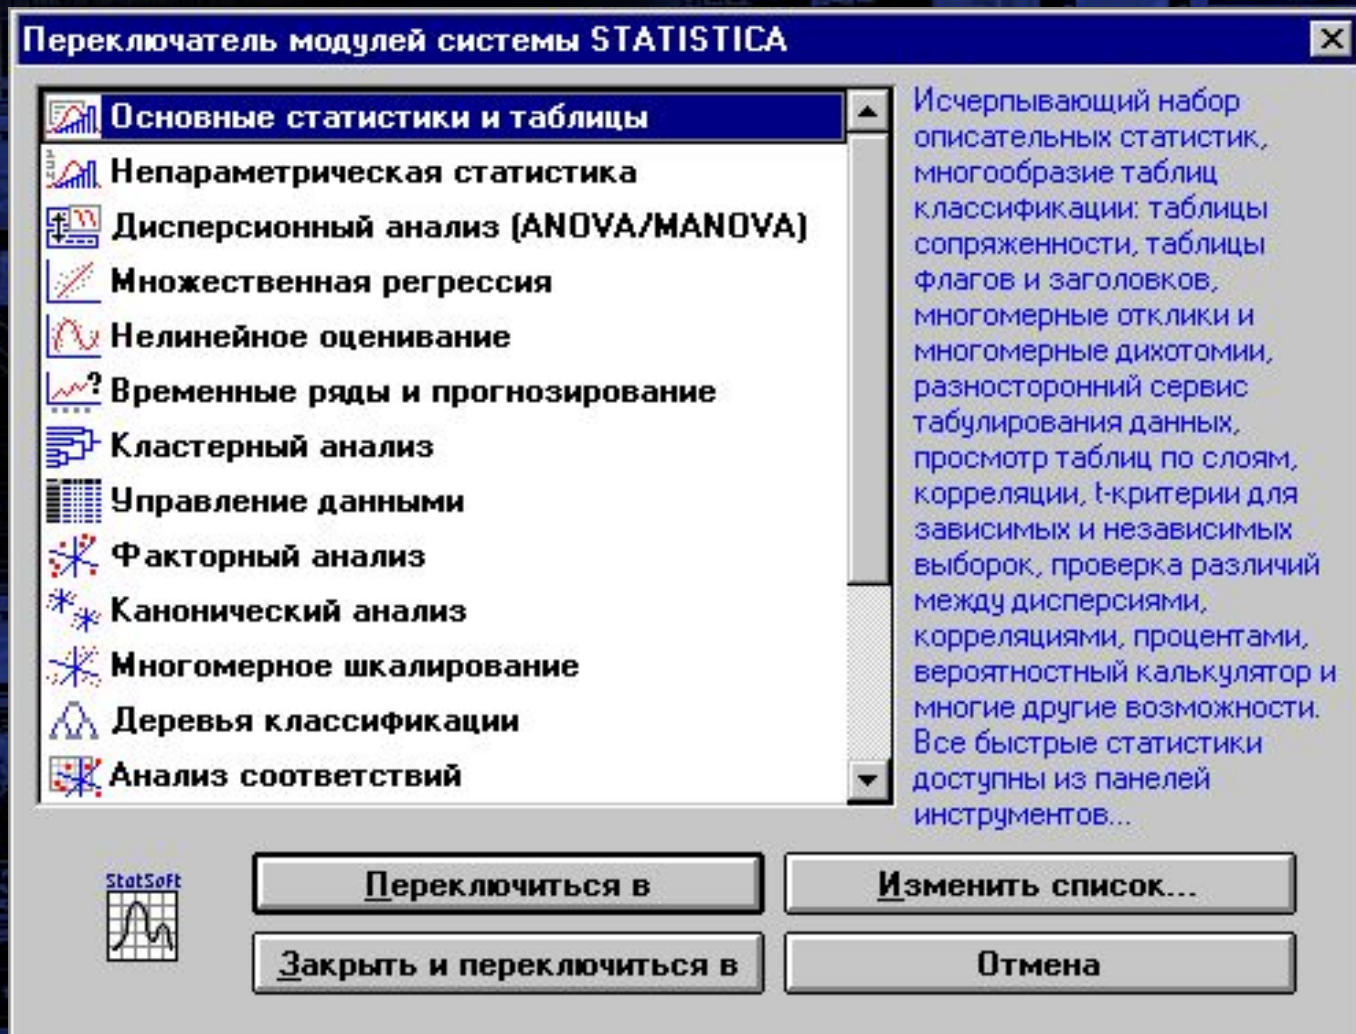 Переключатель модулей системы STATISTICA
Основные статистики и таблицы
Непараметрическая статистика
Дисперсионный анализ (ANOVA/MANOVA)
Множественная регрессия
Нелинейное оценивание
Временные ряды и прогнозирование
Кластерный анализ
Управление данными
Факторный анализ
Канонический анализ
Многомерное шкалирование
Деревья классификации
Анализ соответствий
Исчерпывающий набор
описательных статистик,
многообразие таблиц
классификации: таблицы
сопряженности, таблицы
флагов и заголовков,
многомерные отклики и
многомерные дихотомии,
разносторонний сервис
табулирования данных,
просмотр таблиц по слоям,
корреляции, t-критерии для
зависимых и независимых
выборок, проверка различий
между дисперсиями,
корреляциями, процентами,
вероятностный калькулятор и
многие другие возможности.
Все быстрые статистики
доступны из панелей
инструментов...
StatSoft
Переключиться в
Изменить список...
Закрыть и переключиться в
Отмена